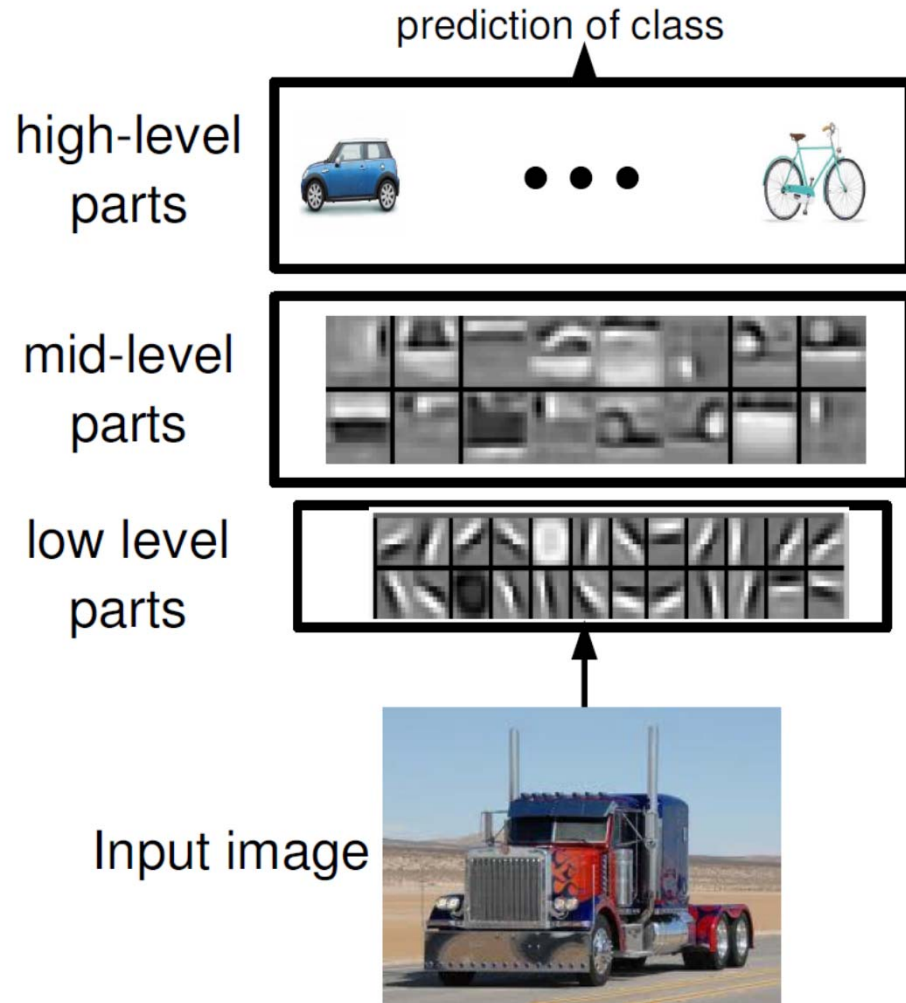 prediction of class
high-level
parts
mid-level
parts
low level
parts
Input image